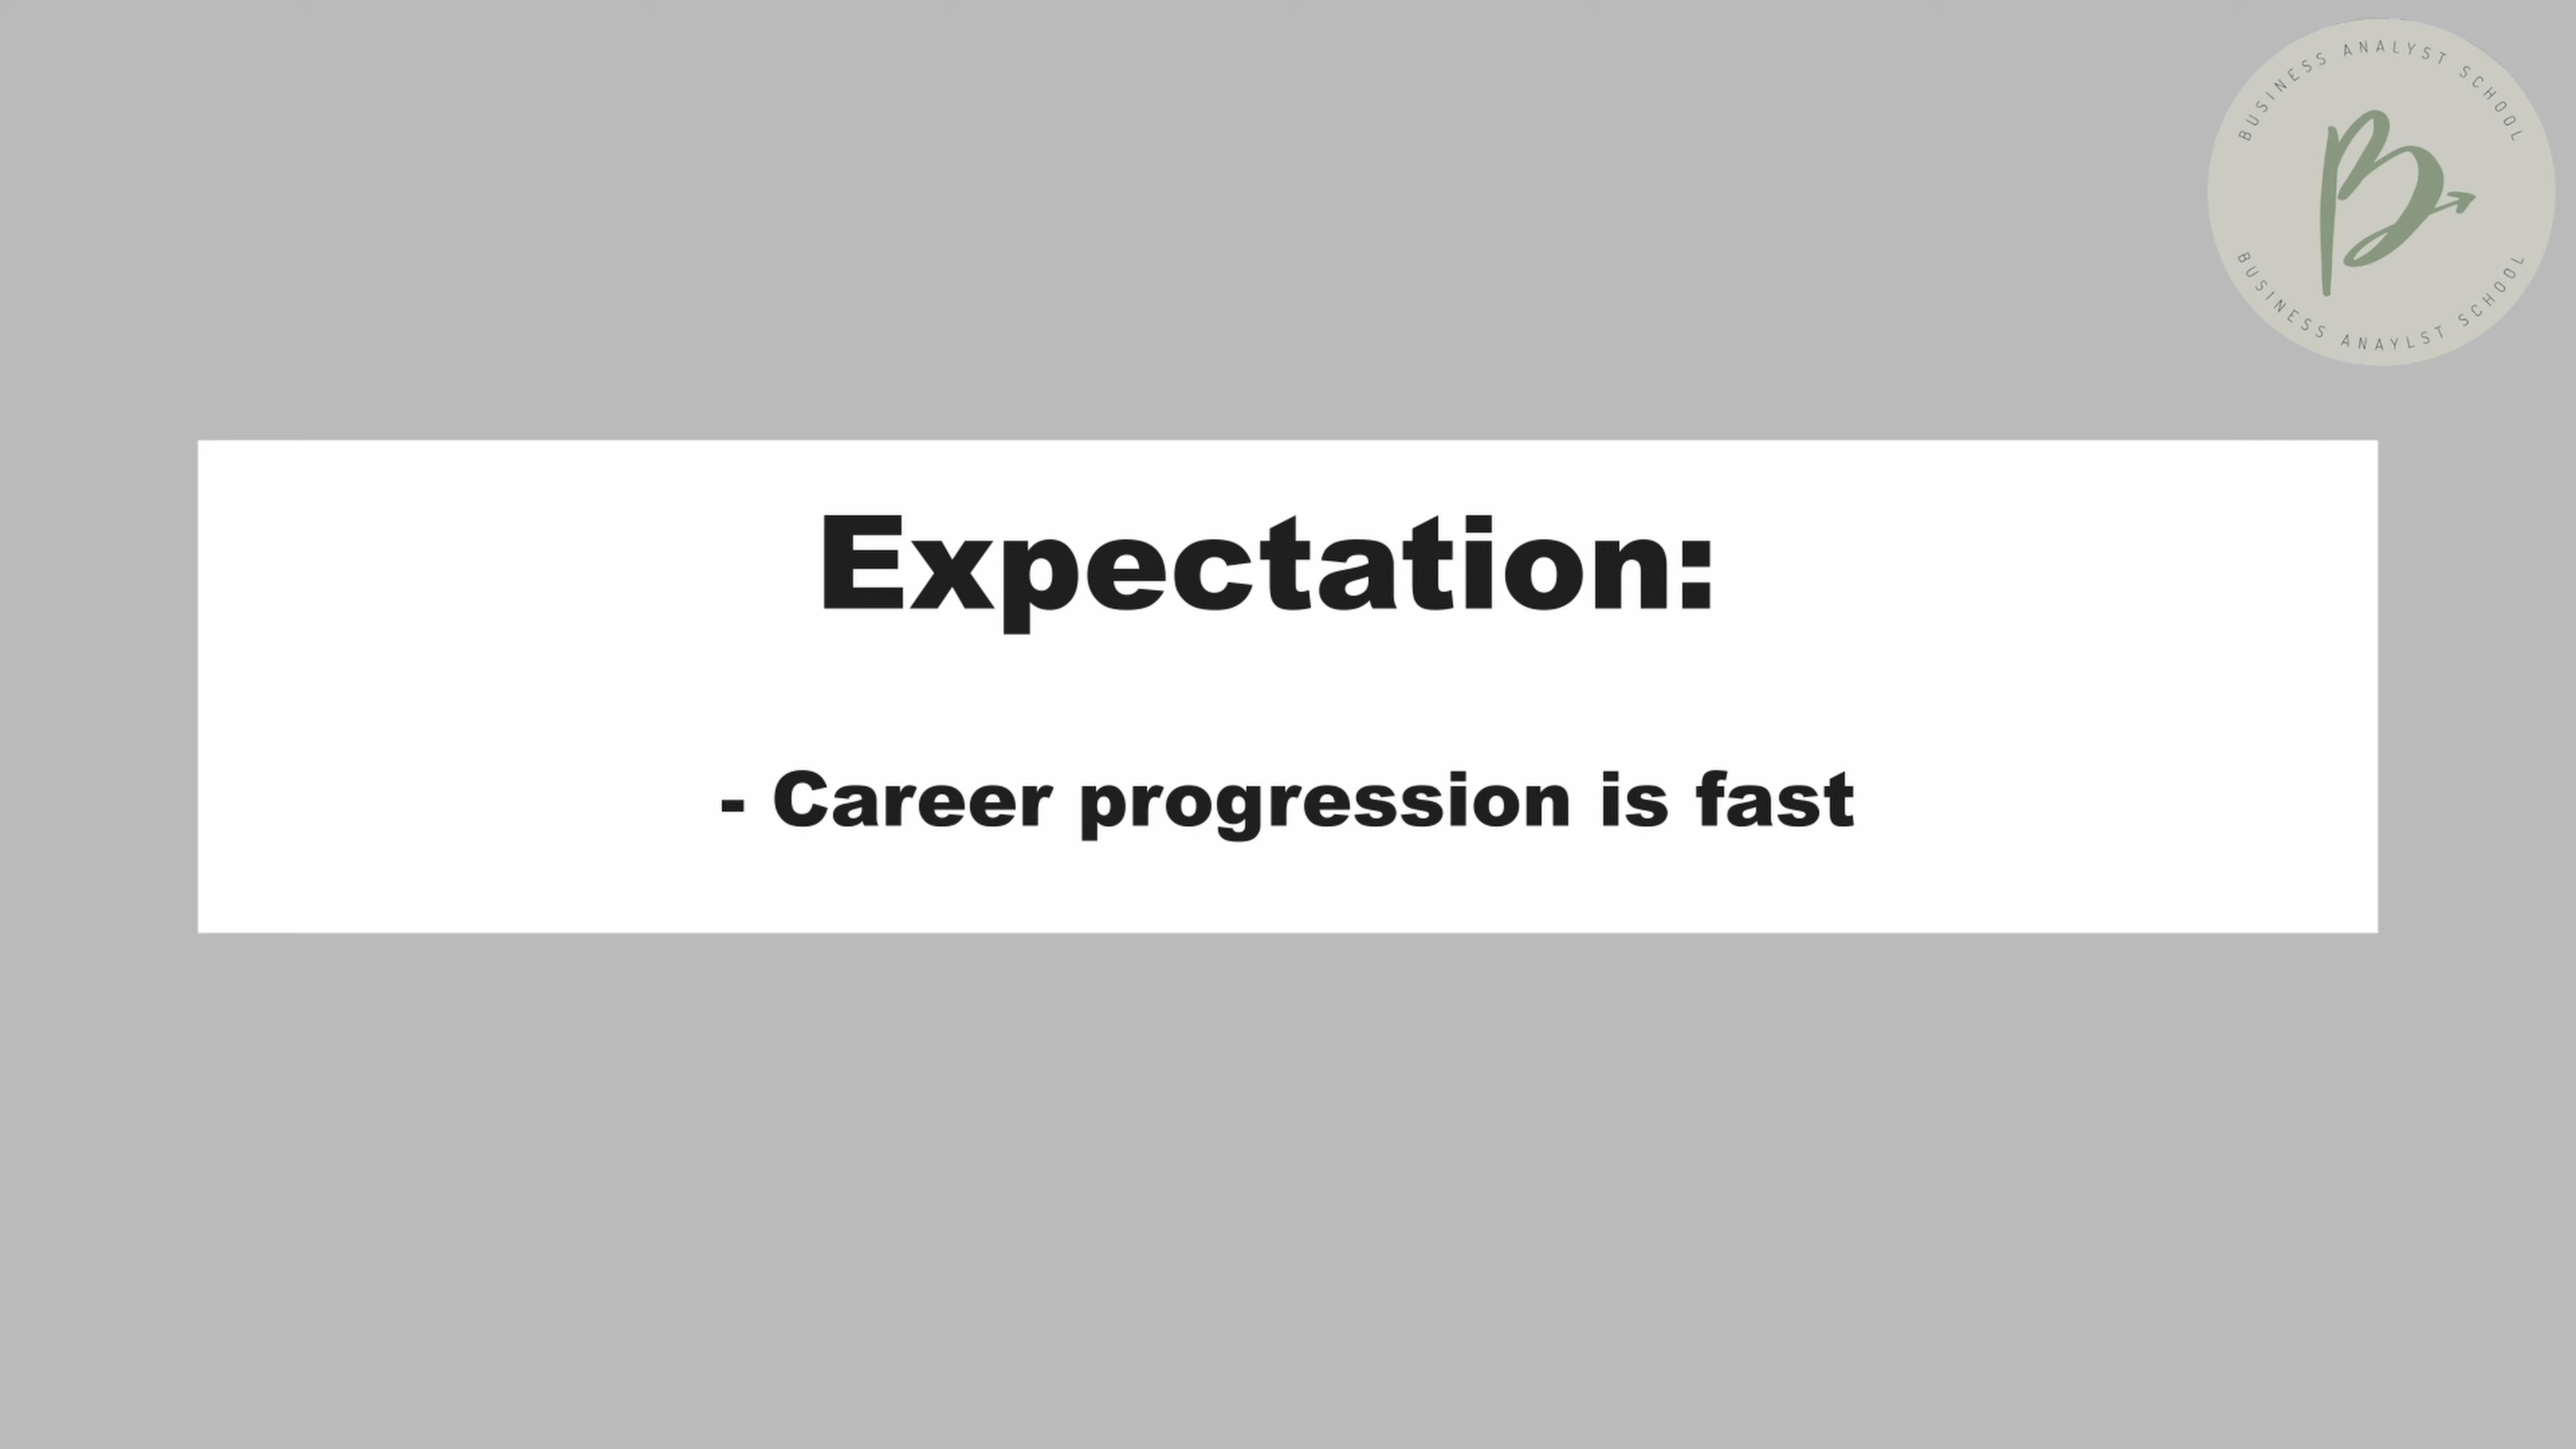 BUSINESS ANALYST SCHOOL
B
BUSINESS ANAYLST SCHOOL
Expectation:
- Career progression is fast